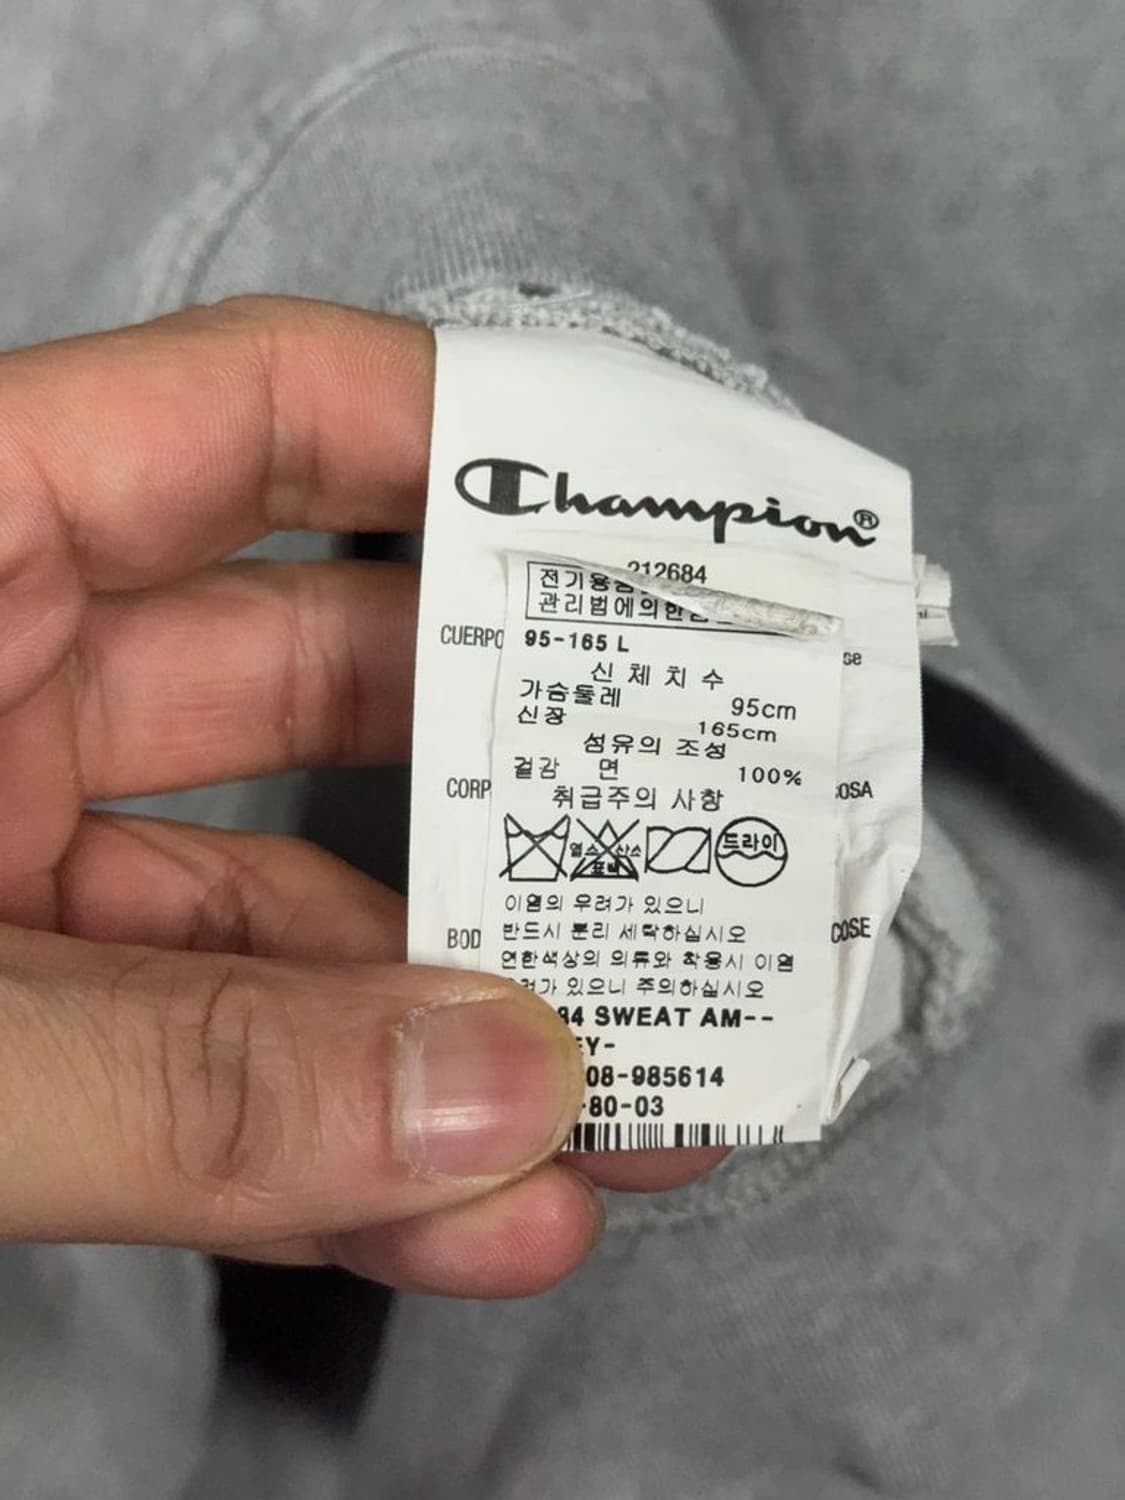 Champion®
212684
전기용
관리법에의한
CUERPO
95-165 L
신체치수
가슴둘레 95cm
신장 165cm
섬유의 조성
겉감 면 100%
CORP
OSA
취급주의 사항
드라이
이염의 우려가 있으니
BOD
반드시 분리 세탁하십시오
COSE
연한색상의 의류와 착용시 이염
려가 있으니 주의하십시오
84 SWEAT AM--
EY-
08-985614
-80-03